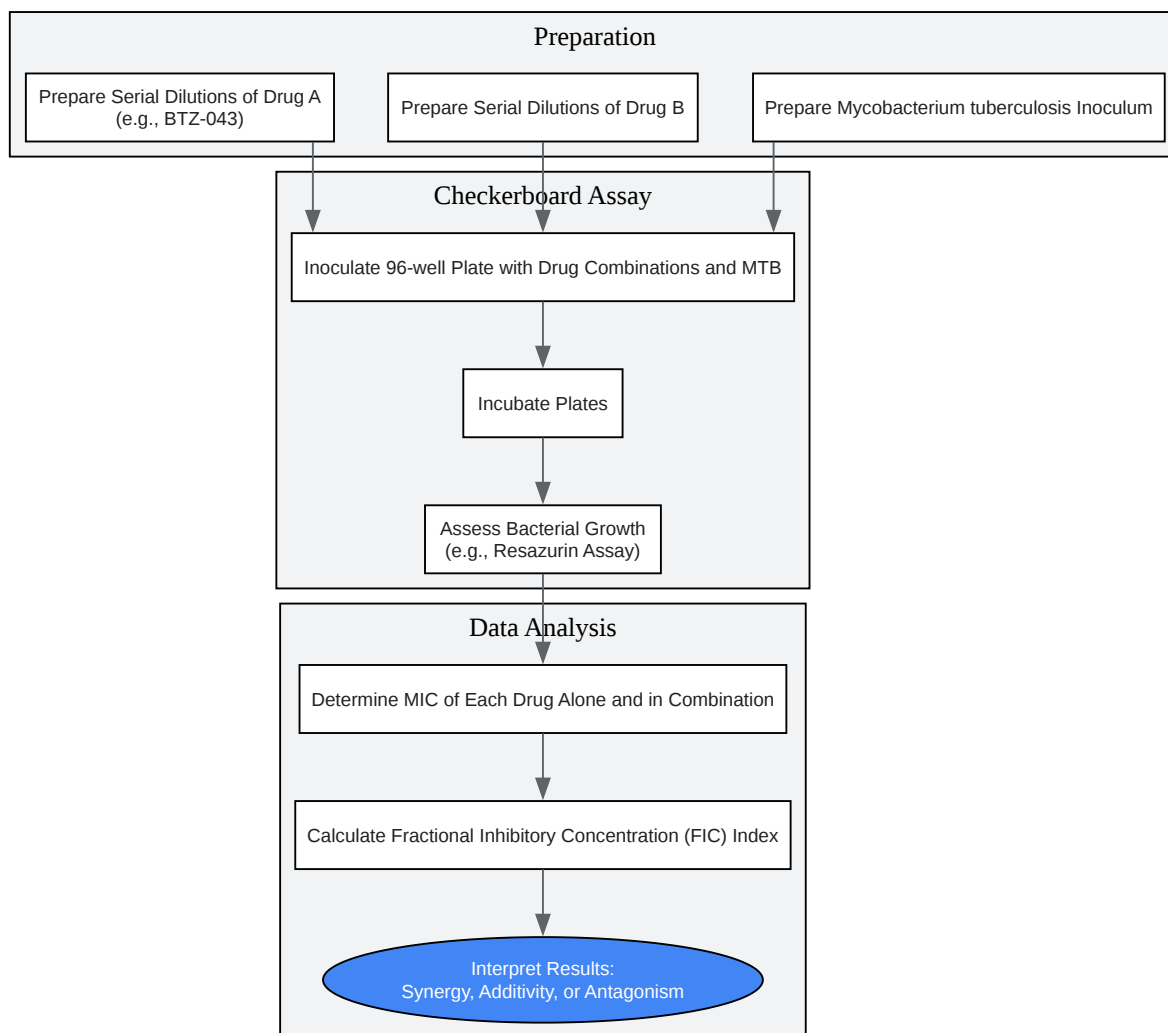 Preparation
Prepare Serial Dilutions of Drug A
(e.g., BTZ-043)
Prepare Serial Dilutions of Drug B
Prepare Mycobacterium tuberculosis Inoculum
Checkerboard Assay
Inoculate 96-well Plate with Drug Combinations and MTB
Incubate Plates
Assess Bacterial Growth
(e.g., Resazurin Assay)
Data Analysis
Determine MIC of Each Drug Alone and in Combination
Calculate Fractional Inhibitory Concentration (FIC) Index
Interpret Results:
Synergy, Additivity, or Antagonism